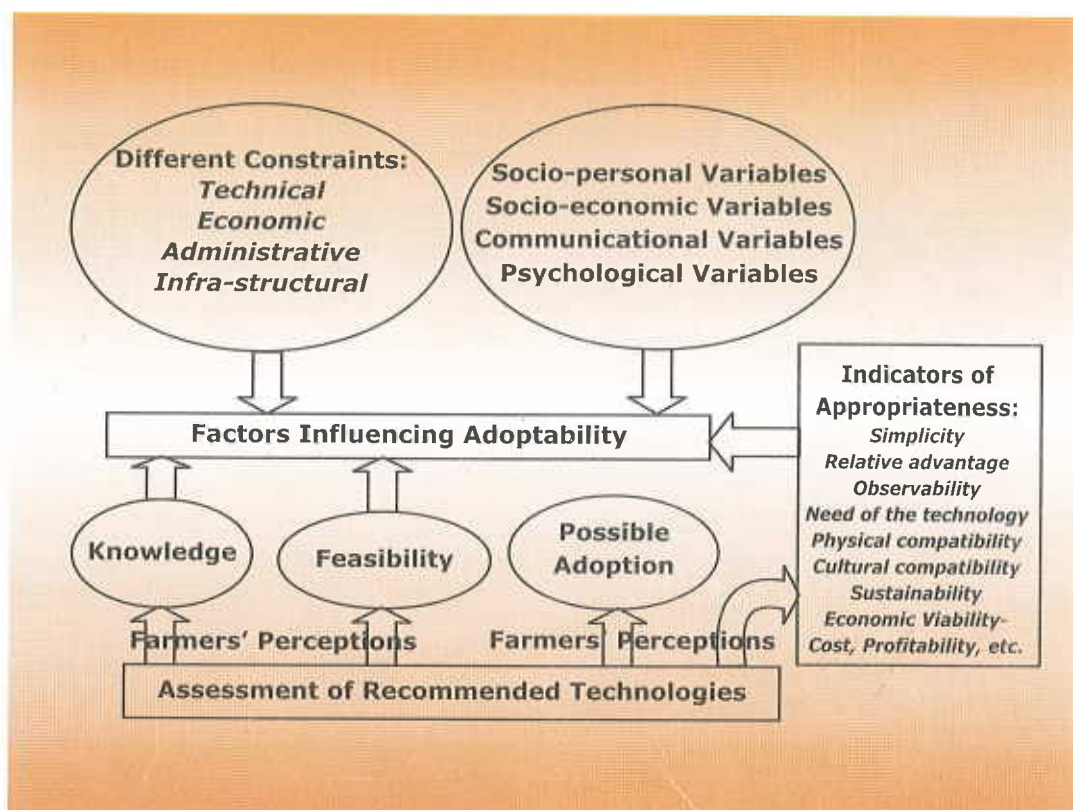 Different Constraints:
Technical
Economic
Administrative
Infra-structural
Socio-personal Variables
Socio-economic Variables
Communicational Variables
Psychological Variables
Indicators of
Appropriateness:
Simplicity
Relative advantage
Observability
Need of the technology
Physical compatibility
Cultural compatibility
Sustainability
Economic Viability-
Cost, Profitability, etc.
Factors Influencing Adoptability
Knowledge
Feasibility
Possible
Adoption
Farmers' Perceptions
Farmers' Perceptions
Assessment of Recommended Technologies